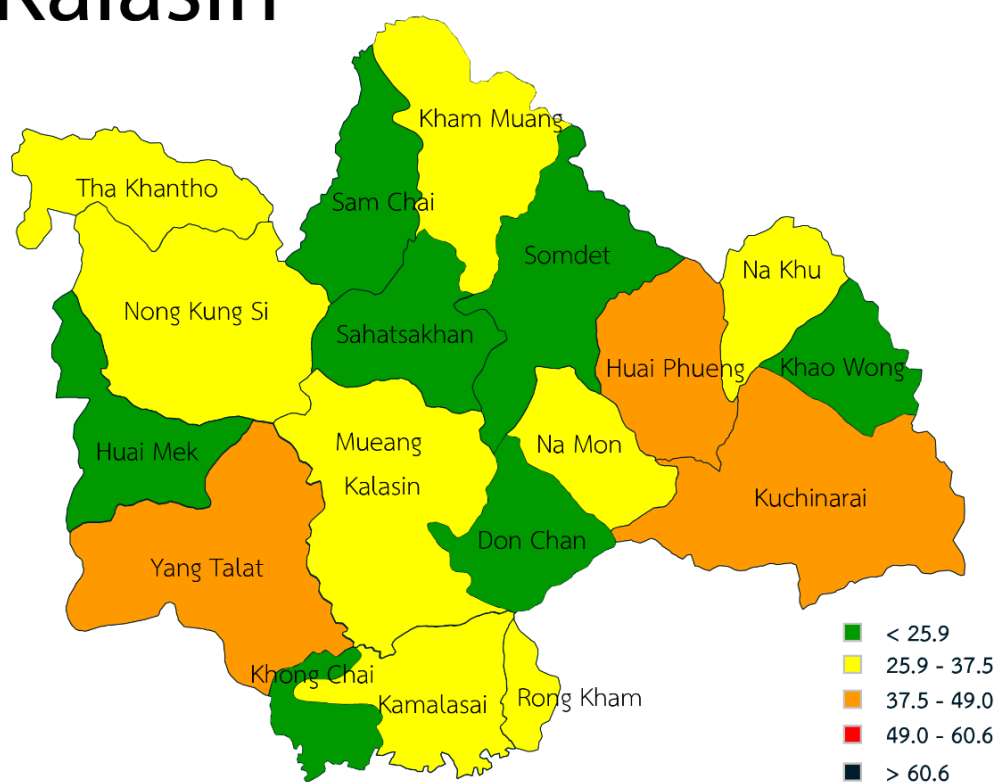 Kalasin
Kham Muang
Tha Khantho
Sam Chai
Somdet
Na Khu
Nong Kung Si
Sahatsakhan
Huai Phueng
Khao Wong
Mueang
Kalasin
Na Mon
Huai Mek
Kuchinarai
Don Chan
Yang Talat
Khong Chai
Kamalasai
Rong Kham
< 25.9
25.9 - 37.5
37.5 - 49.0
49.0 - 60.6
> 60.6